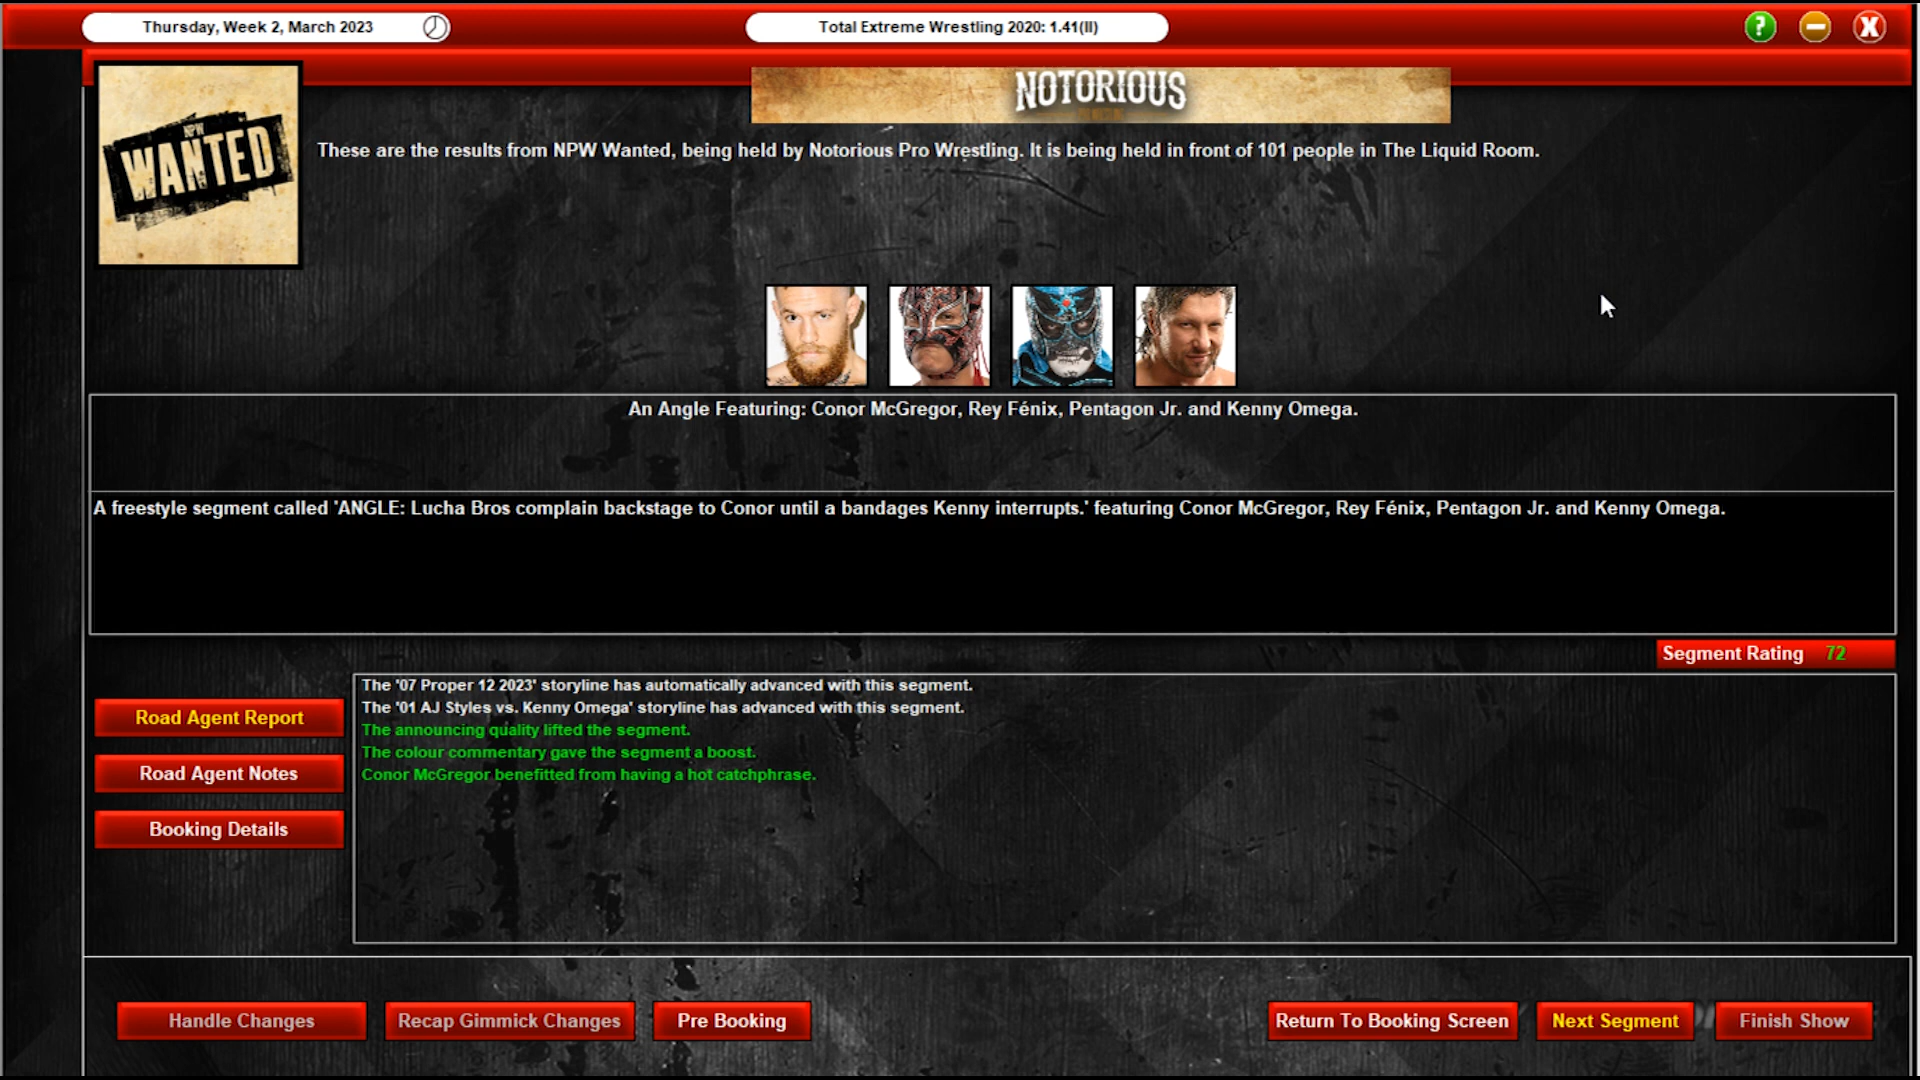 Thursday, Week 2, March 2023
Total Extreme Wrestling 2020: 1.41(II)
?
X
NPW
WANTED
NOTORIOUS
These are the results from NPW Wanted, being held by Notorious Pro Wrestling. It is being held in front of 101 people in The Liquid Room.
An Angle Featuring: Conor McGregor, Rey Fénix, Pentagon Jr. and Kenny Omega.
A freestyle segment called 'ANGLE: Lucha Bros complain backstage to Conor until a bandages Kenny interrupts.' featuring Conor McGregor, Rey Fénix, Pentagon Jr. and Kenny Omega.
Segment Rating 72
Road Agent Report
Road Agent Notes
Booking Details
The '07 Proper 12 2023' storyline has automatically advanced with this segment.
The '01 AJ Styles vs. Kenny Omega' storyline has advanced with this segment.
The announcing quality lifted the segment.
The colour commentary gave the segment a boost.
Conor McGregor benefitted from having a hot catchphrase.
Handle Changes
Recap Gimmick Changes
Pre Booking
Return To Booking Screen
Next Segment
Finish Show